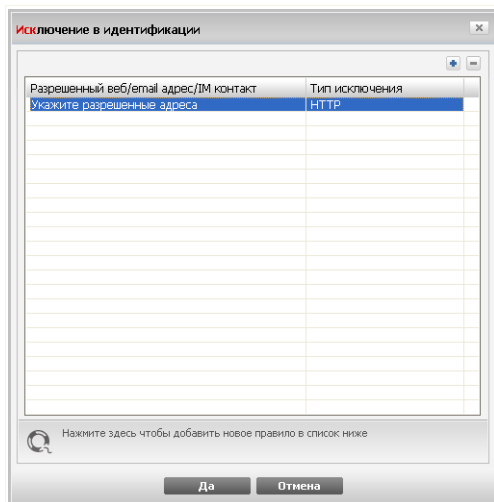 Исключение в идентификации
Разрешенный веб/email адрес/IM контакт Тип исключения
Укажите разрешенные адреса HTTP
Нажмите здесь чтобы добавить новое правило в список ниже
Да Отмена